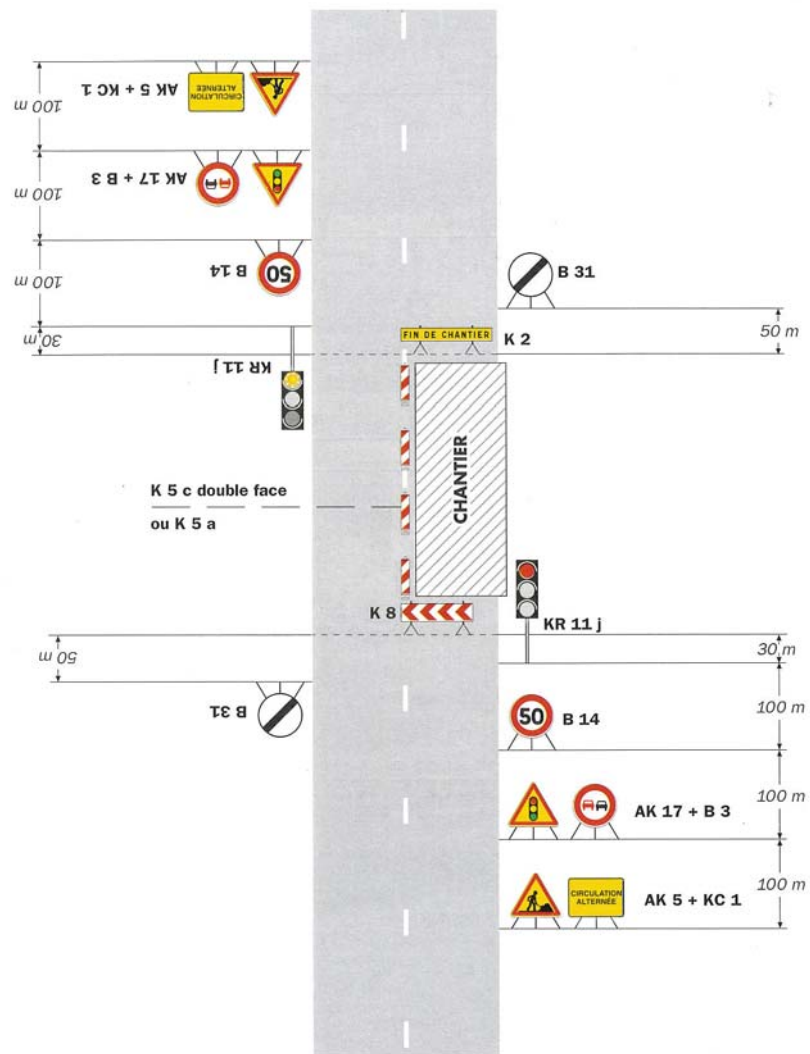 100 m
CIRCULATION
ALTERNÉE
AK 5 + KC 1
100 m
AK 17 + B 3
100 m
50
B 14
30 m
KR 11 j
B 31
50 m
FIN DE CHANTIER
K 2
CHANTIER
K 5 c double face
ou K 5 a
K 8
KR 11 j
50 m
30 m
B 31
50
B 14
100 m
AK 17 + B 3
100 m
CIRCULATION
ALTERNÉE
AK 5 + KC 1
100 m